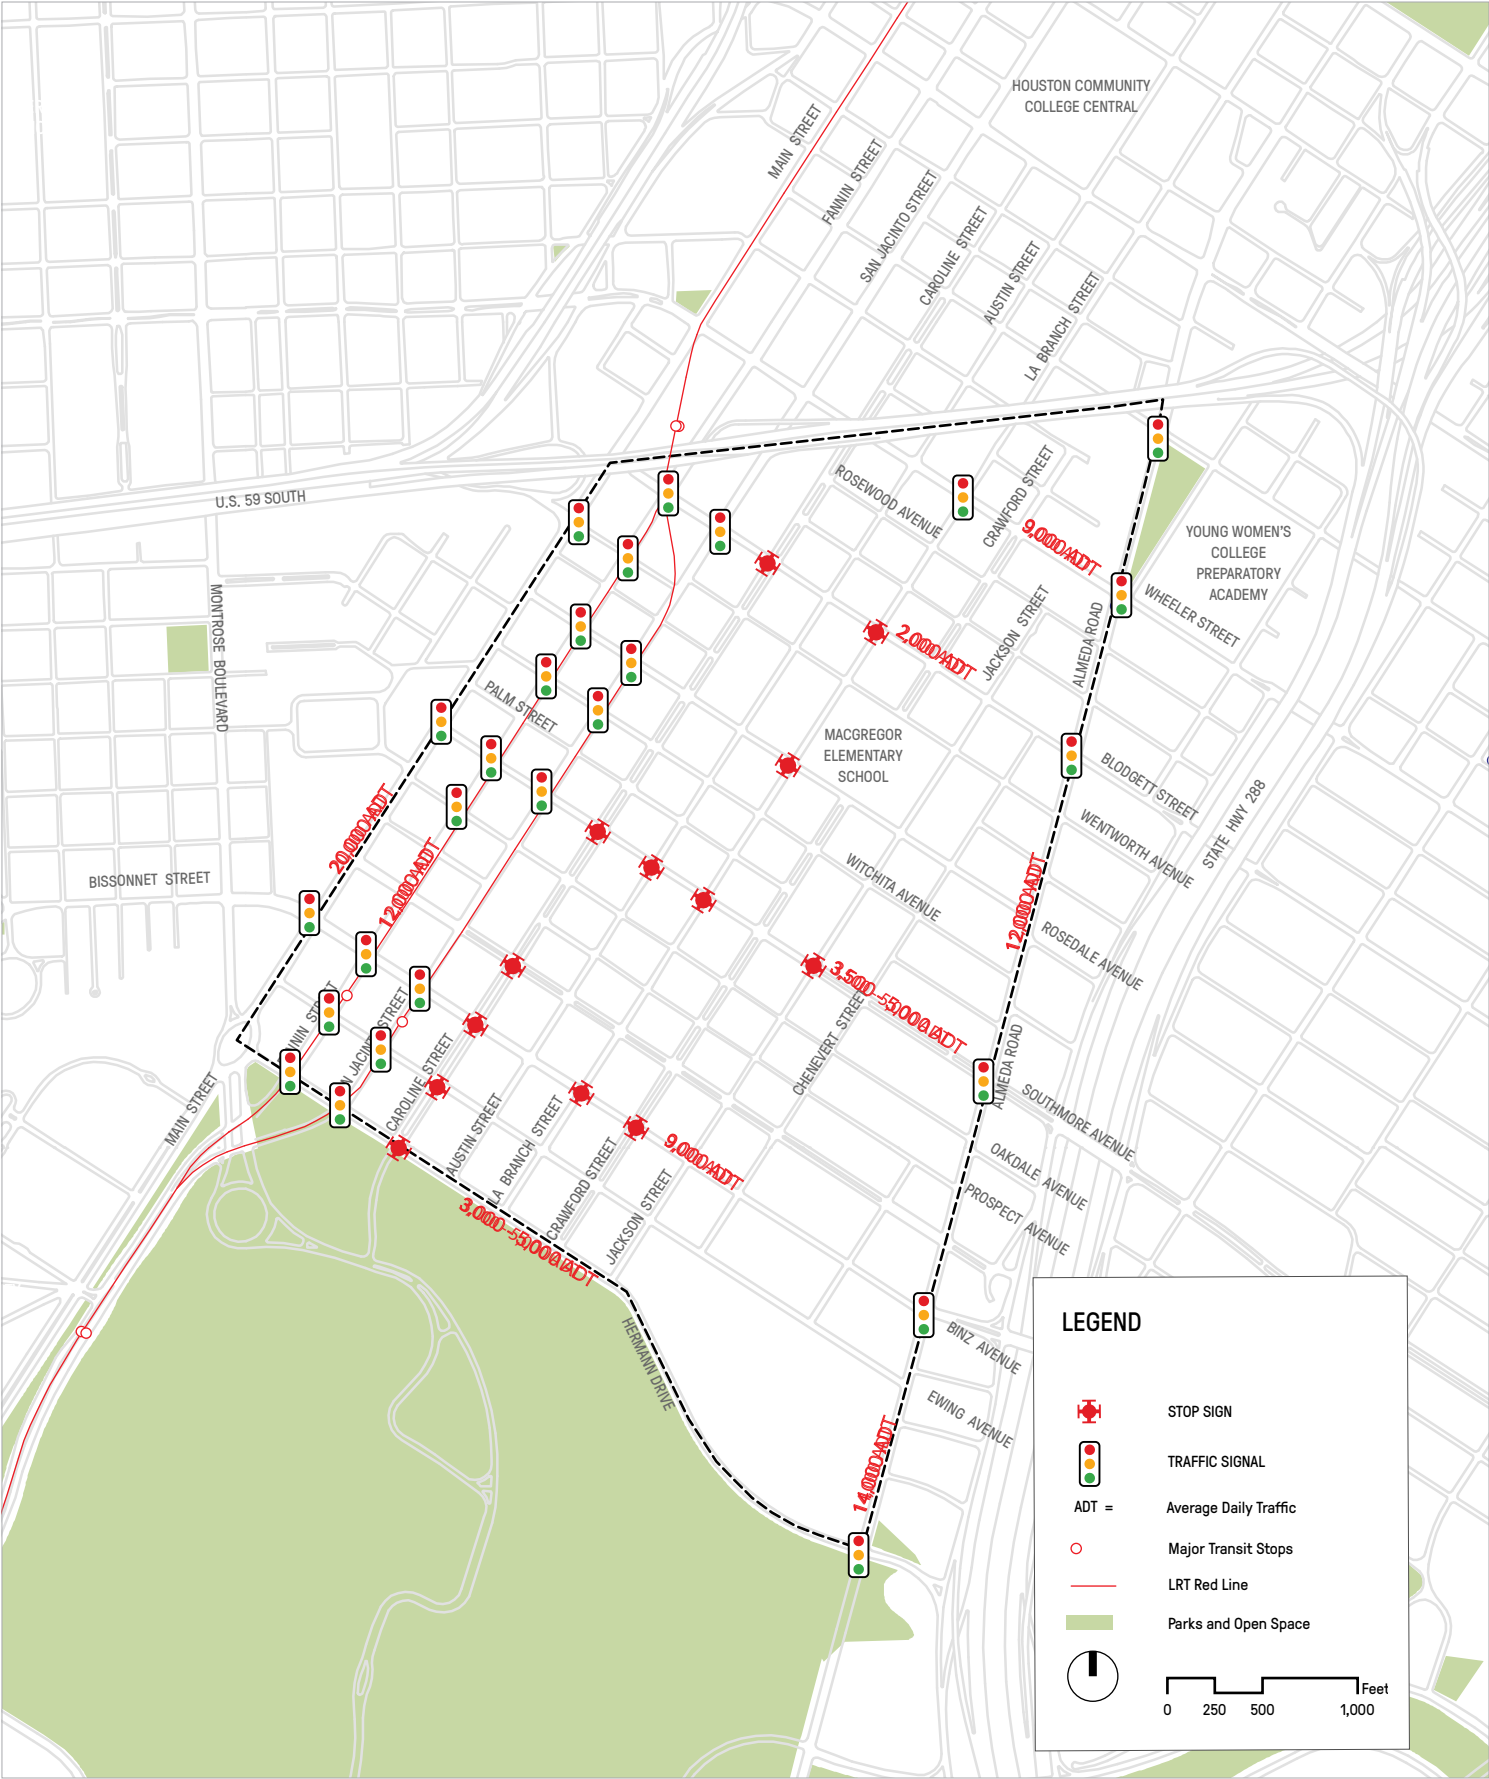 HOUSTON COMMUNITY
COLLEGE CENTRAL
MAIN STREET
FANNIN STREET
SAN JACINTO STREET
CAROLINE STREET
AUSTIN STREET
LA BRANCH STREET
U.S. 59 SOUTH
ROSEWOOD AVENUE
CRAWFORD STREET
9,000 ADT
YOUNG WOMEN'S
COLLEGE
PREPARATORY
ACADEMY
WHEELER STREET
MONTROSE BOULEVARD
2,000 ADT
JACKSON STREET
ALMEDA ROAD
PALM STREET
MACGREGOR
ELEMENTARY
SCHOOL
BLODGETT STREET
STATE HWY 288
WENTWORTH AVENUE
20,000 ADT
12,000 ADT
BISSONNET STREET
WITCHITA AVENUE
12,000 ADT
ROSEDALE AVENUE
3,500 - 5,000 ADT
CHENEVERT STREET
ALMEDA ROAD
STREET
STREET
CAROLINE STREET
MAIN STREET
AUSTIN STREET
LA BRANCH STREET
CRAWFORD STREET
JACKSON STREET
9,000 ADT
SOUTHMORE AVENUE
OAKDALE AVENUE
PROSPECT AVENUE
3,000 - 5,000 ADT
HERMANN DRIVE
BINZ AVENUE
EWING AVENUE
14,000 ADT
LEGEND
STOP SIGN
TRAFFIC SIGNAL
ADT = Average Daily Traffic
Major Transit Stops
LRT Red Line
Parks and Open Space
Feet
0 250 500 1,000